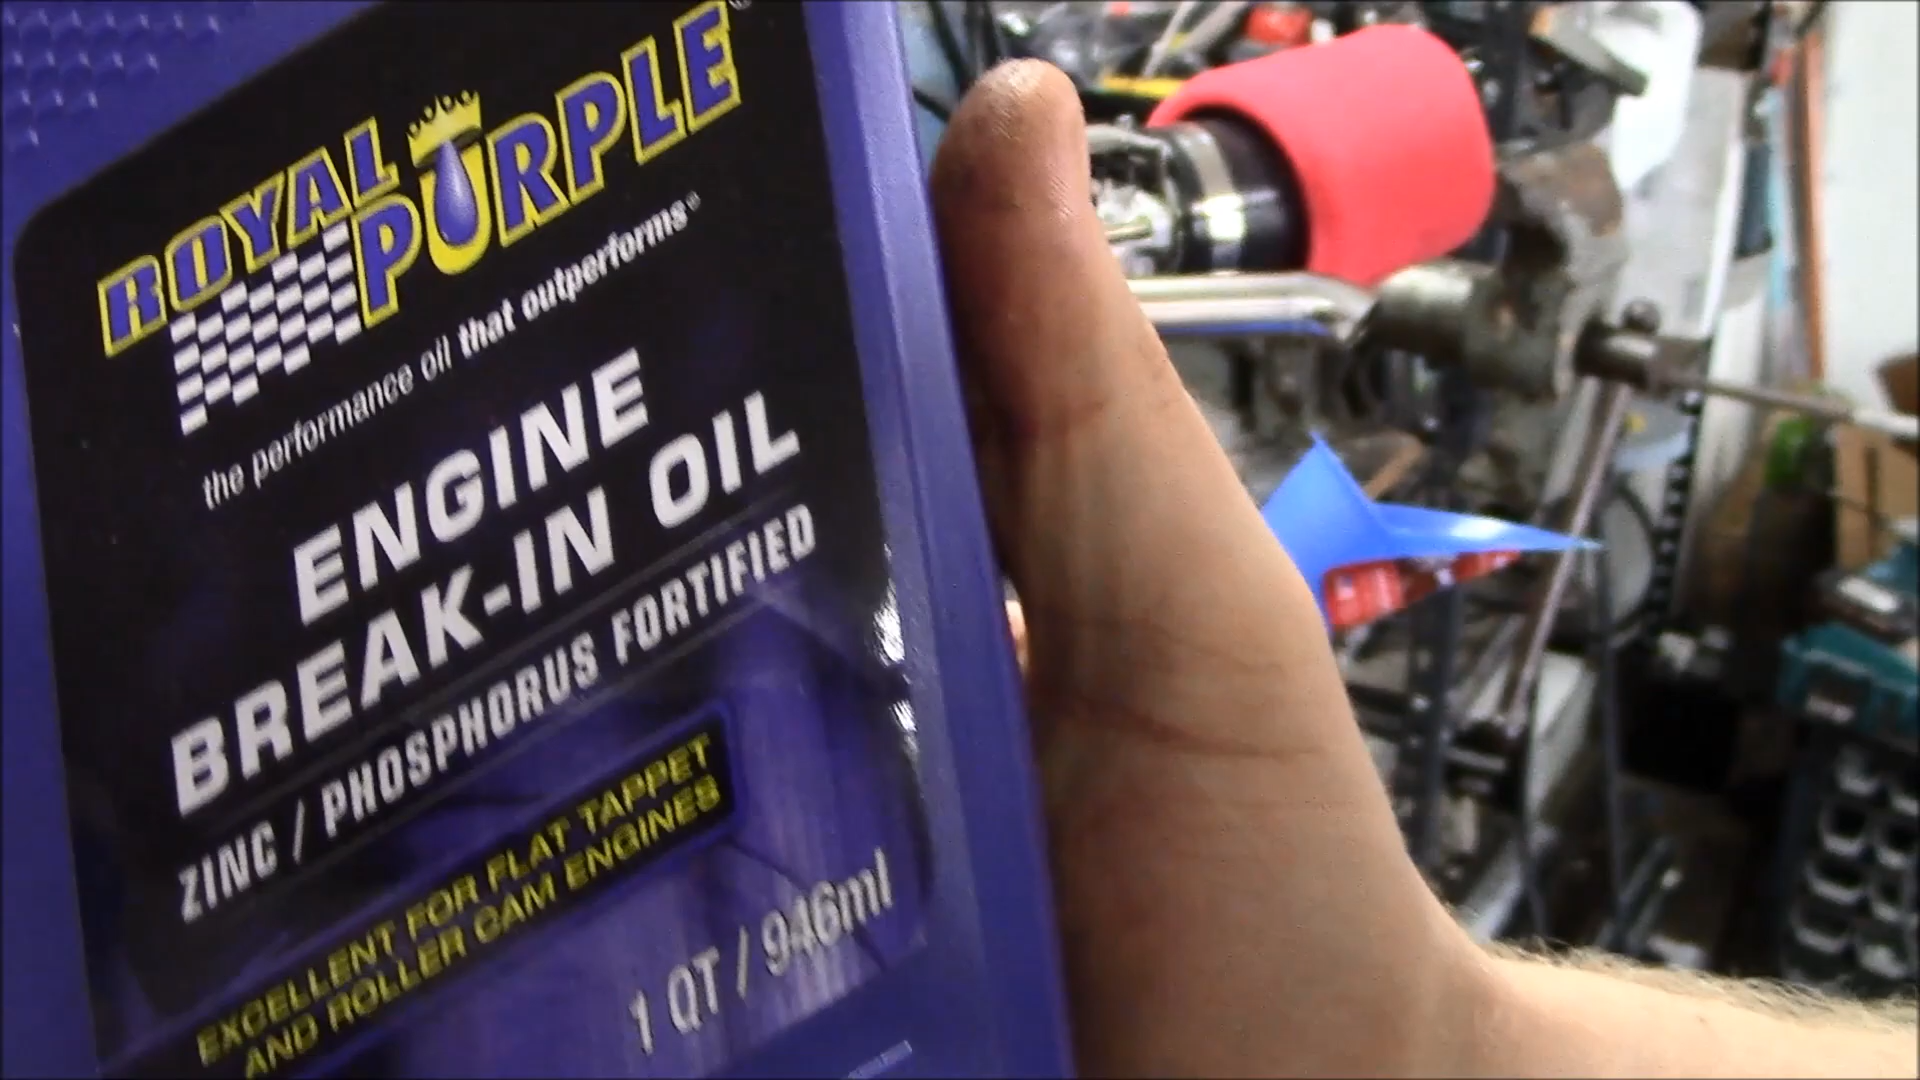 ROYAL
PURPLE
the performance oil that outperforms®
ENGINE
BREAK-IN OIL
ZINC / PHOSPHORUS FORTIFIED
EXCELLENT FOR FLAT TAPPET
AND ROLLER CAM ENGINES
1 QT / 946ml